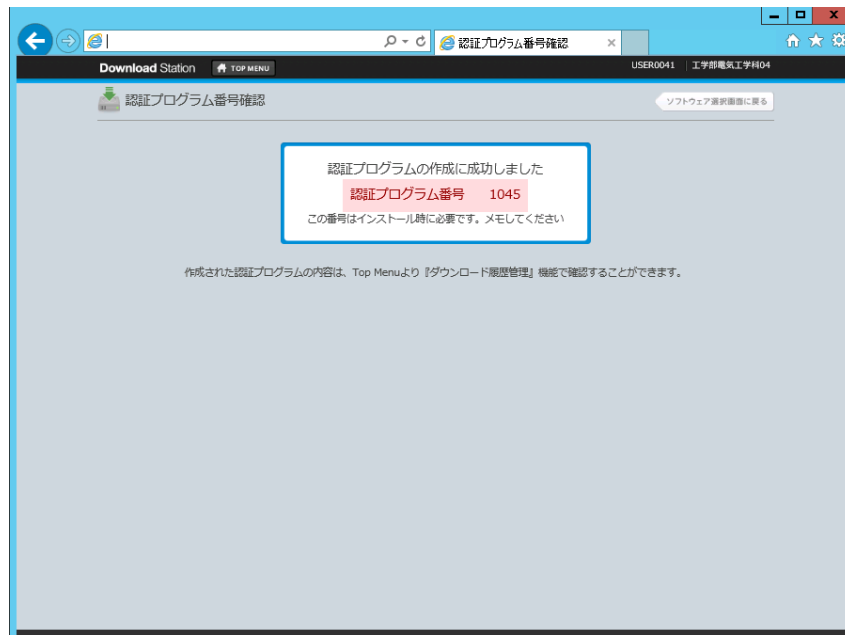 認証プログラム番号確認
Download Station TOP MENU USER0041 工学部電気工学科04
認証プログラム番号確認 ソフトウェア選択画面に戻る
認証プログラムの作成に成功しました
認証プログラム番号 1045
この番号はインストール時に必要です。メモしてください
作成された認証プログラムの内容は、Top Menuより『ダウンロード履歴管理』機能で確認することができます。